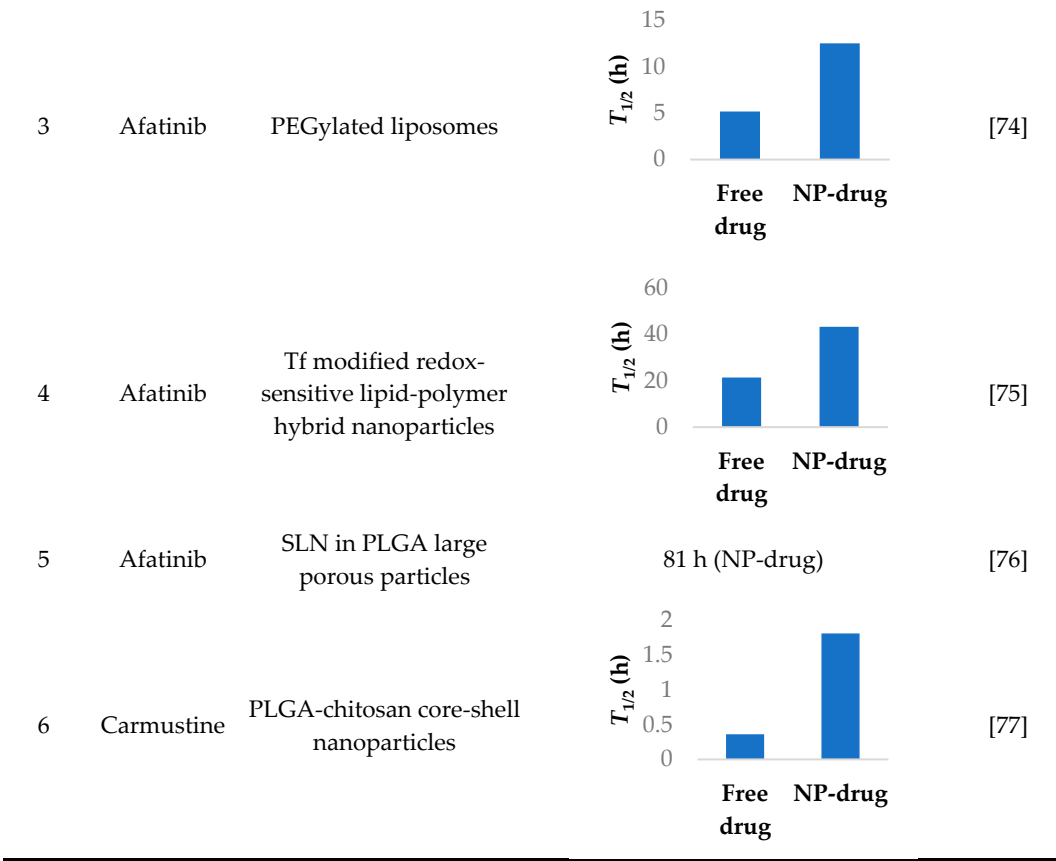 15
10
5
0
T1/2 (h)
Free
drug
NP-drug
3
Afatinib
PEGylated liposomes
[74]
60
40
20
0
T1/2 (h)
Free
drug
NP-drug
4
Afatinib
Tf modified redox-
sensitive lipid-polymer
hybrid nanoparticles
[75]
5
Afatinib
SLN in PLGA large
porous particles
81 h (NP-drug)
[76]
2
1.5
1
0.5
0
T1/2 (h)
Free
drug
NP-drug
6
Carmustine
PLGA-chitosan core-shell
nanoparticles
[77]